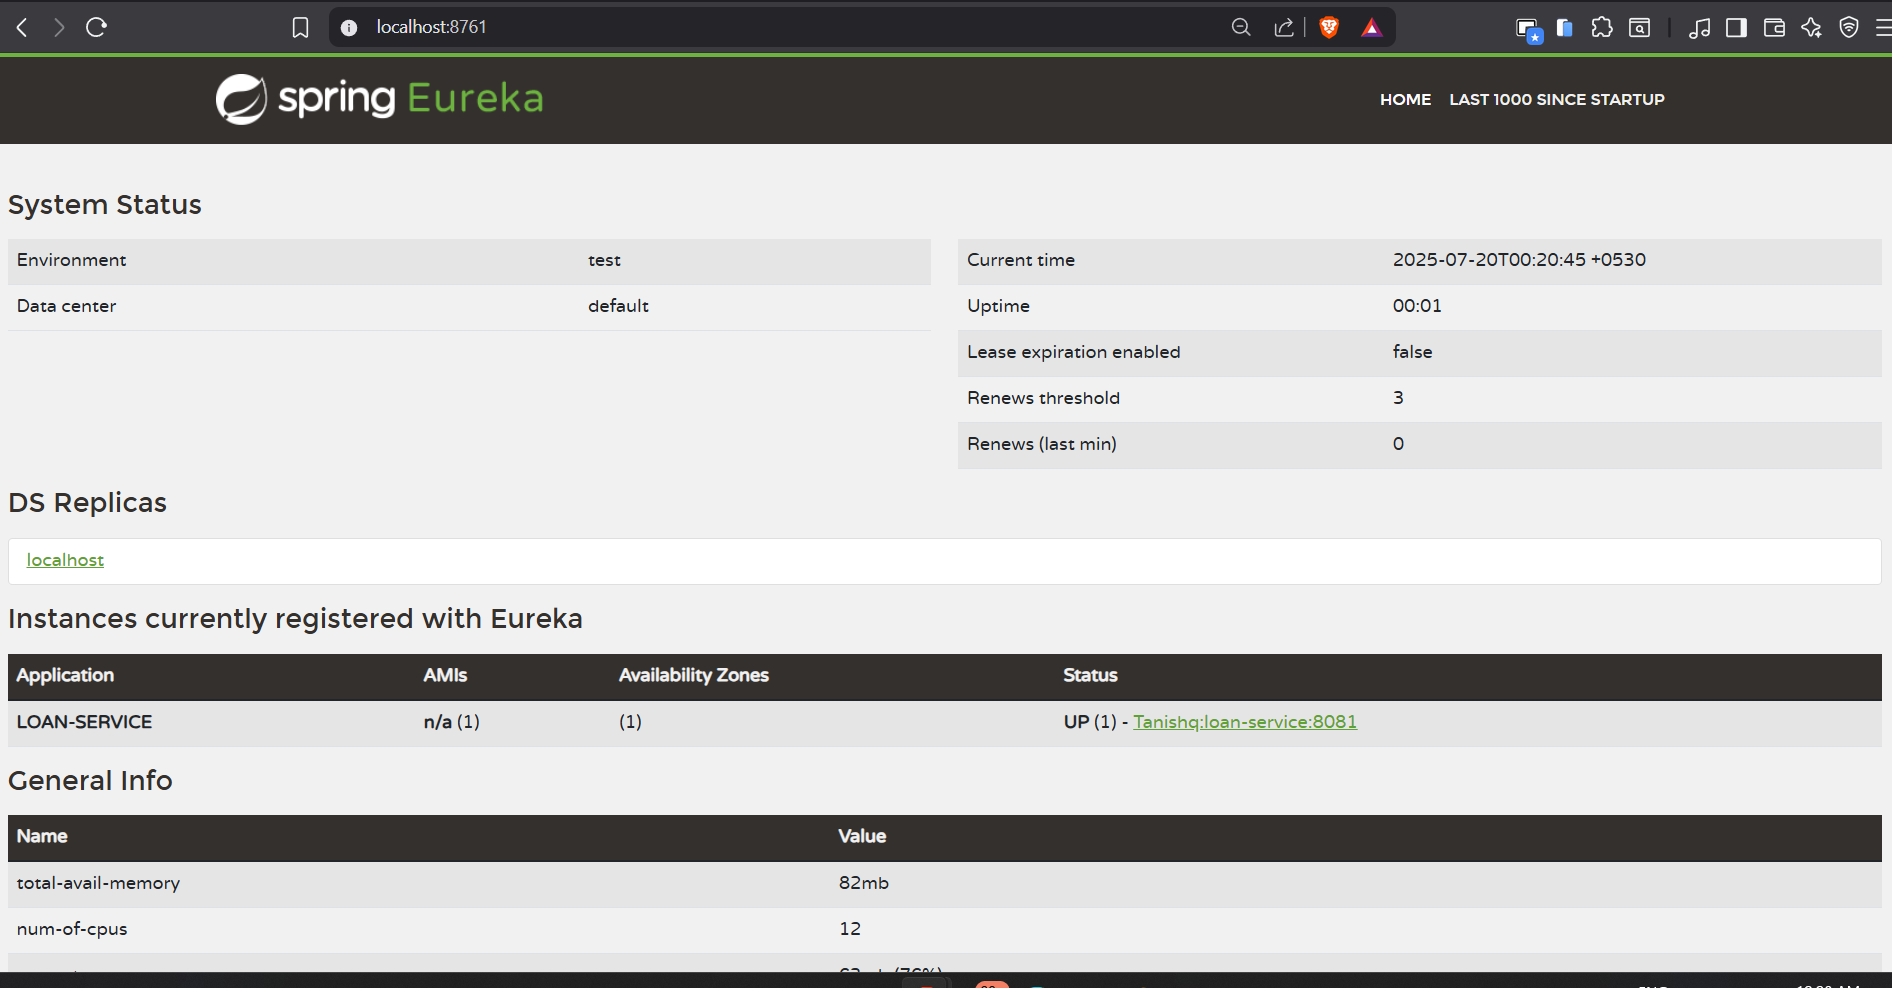 localhost:8761
spring Eureka
HOME LAST 1000 SINCE STARTUP
System Status
Environment test
Data center default
Current time 2025-07-20T00:20:45 +0530
Uptime 00:01
Lease expiration enabled false
Renews threshold 3
Renews (last min) 0
DS Replicas
localhost
Instances currently registered with Eureka
Application AMIs Availability Zones Status
LOAN-SERVICE n/a (1) (1) UP (1) - Tanishq:loan-service:8081
General Info
Name Value
total-avail-memory 82mb
num-of-cpus 12